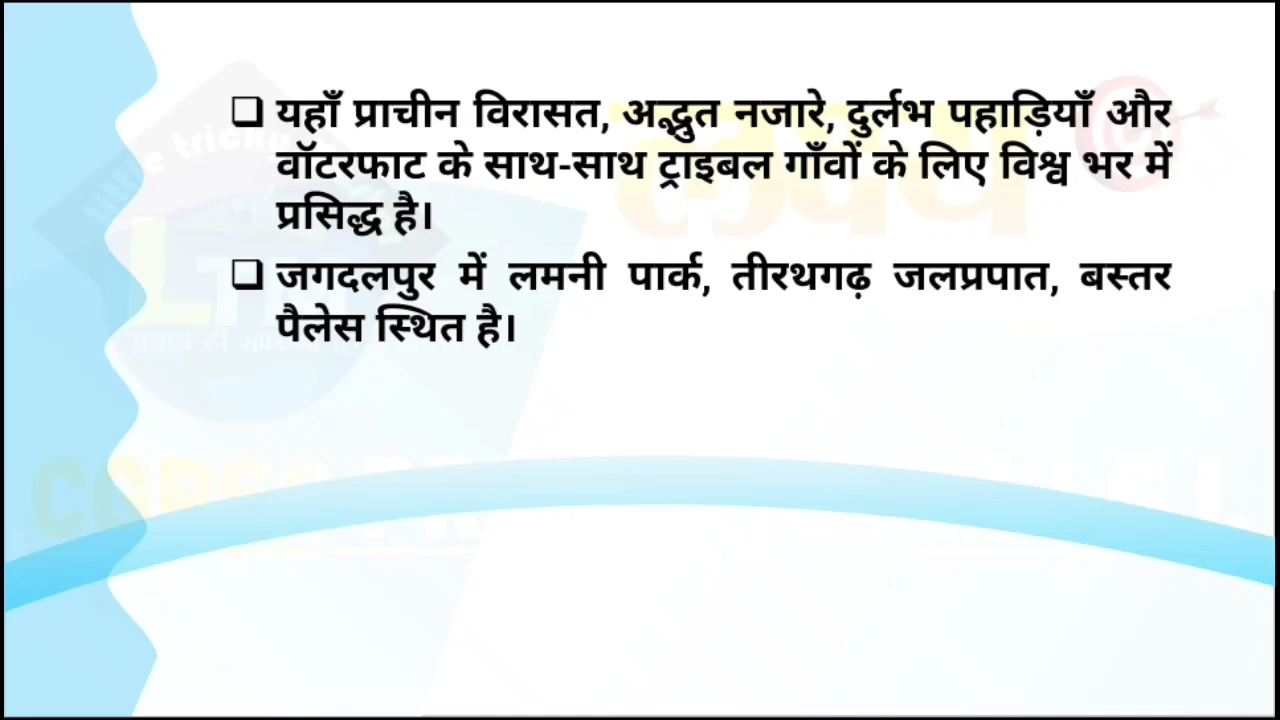 यहाँ प्राचीन विरासत, अद्भुत नजारे, दुर्लभ पहाड़ियाँ और
वॉटरफाट के साथ-साथ ट्राइबल गाँवों के लिए विश्व भर में
प्रसिद्ध है।
जगदलपुर में लमनी पार्क, तीरथगढ़ जलप्रपात, बस्तर
पैलेस स्थित है।